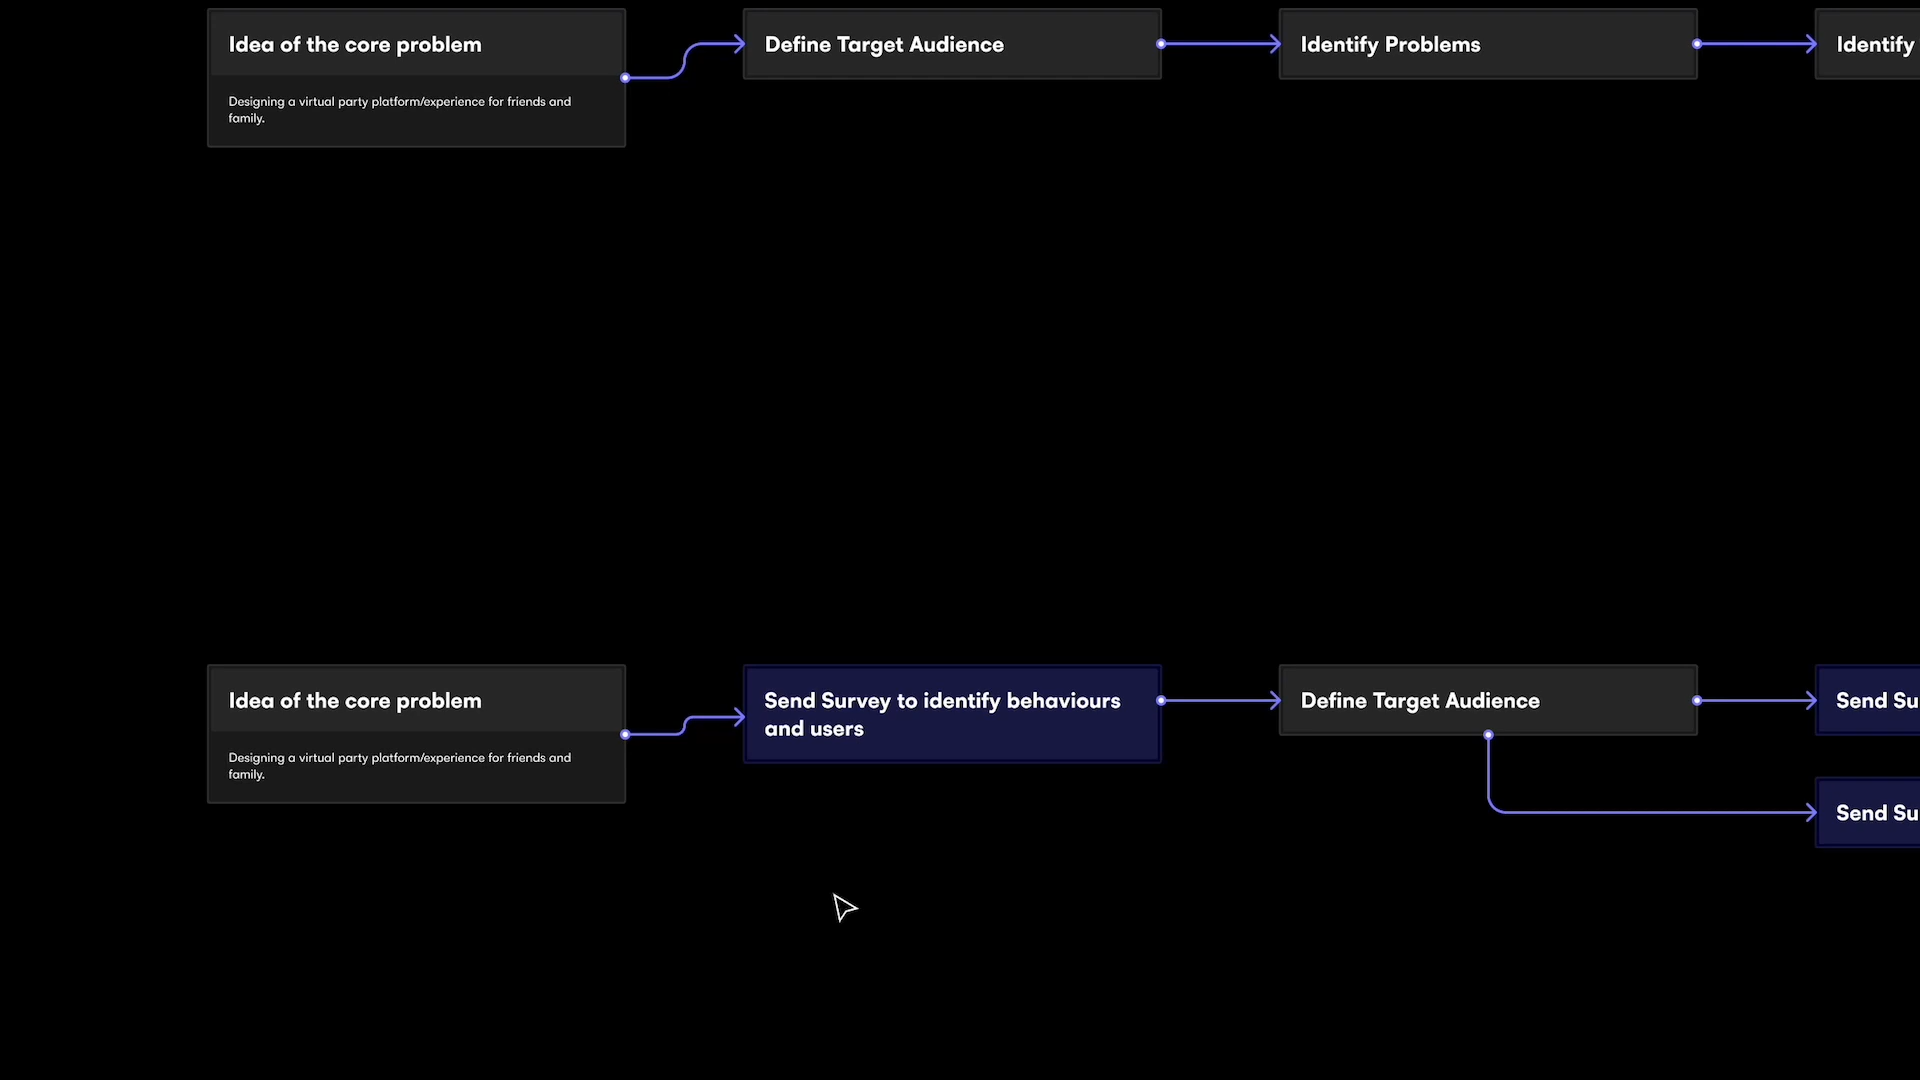 Idea of the core problem
Designing a virtual party platform/experience for friends and
family.
Define Target Audience
Identify Problems
Identify
Idea of the core problem
Designing a virtual party platform/experience for friends and
family.
Send Survey to identify behaviours
and users
Define Target Audience
Send Su
Send Su